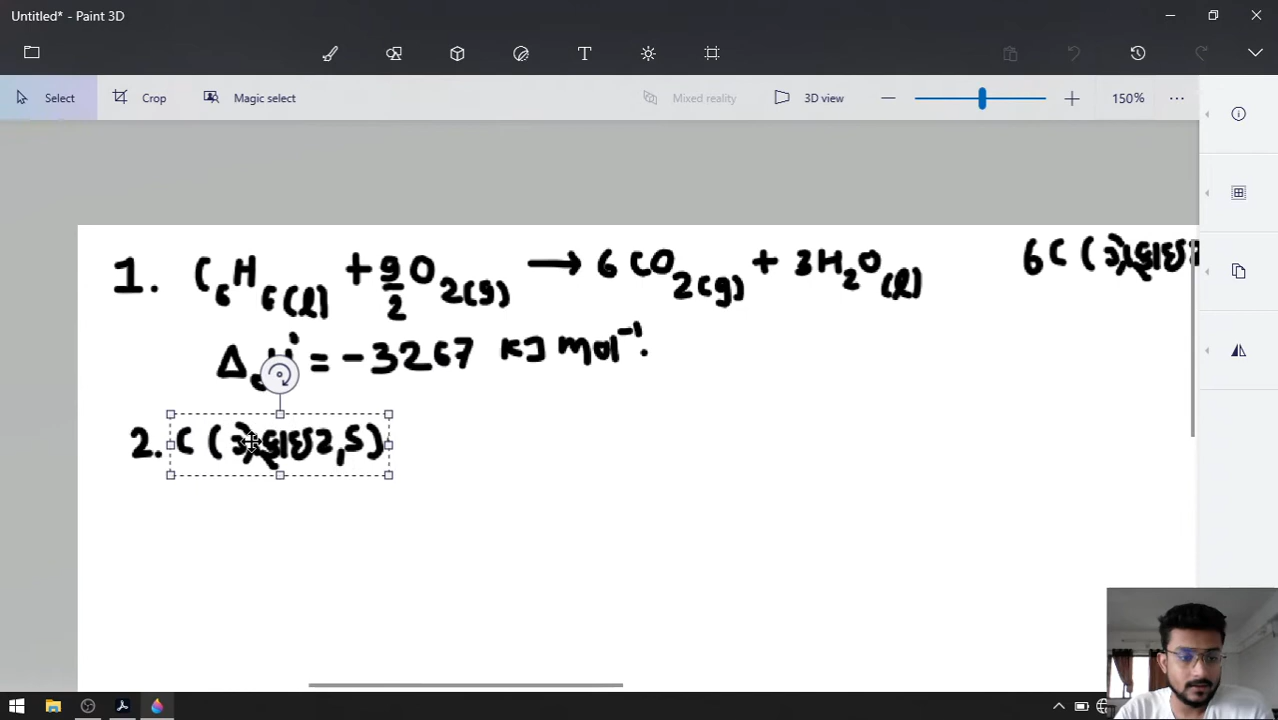 Untitled* - Paint 3D
Select
Crop
Magic select
Mixed reality
3D view
150%
1. C₆H₆(l) + 9/2 O₂(g) → 6CO₂(g) + 3H₂O(l)
6C (
= -3267 KJ mol⁻¹.
2. C (
, S)